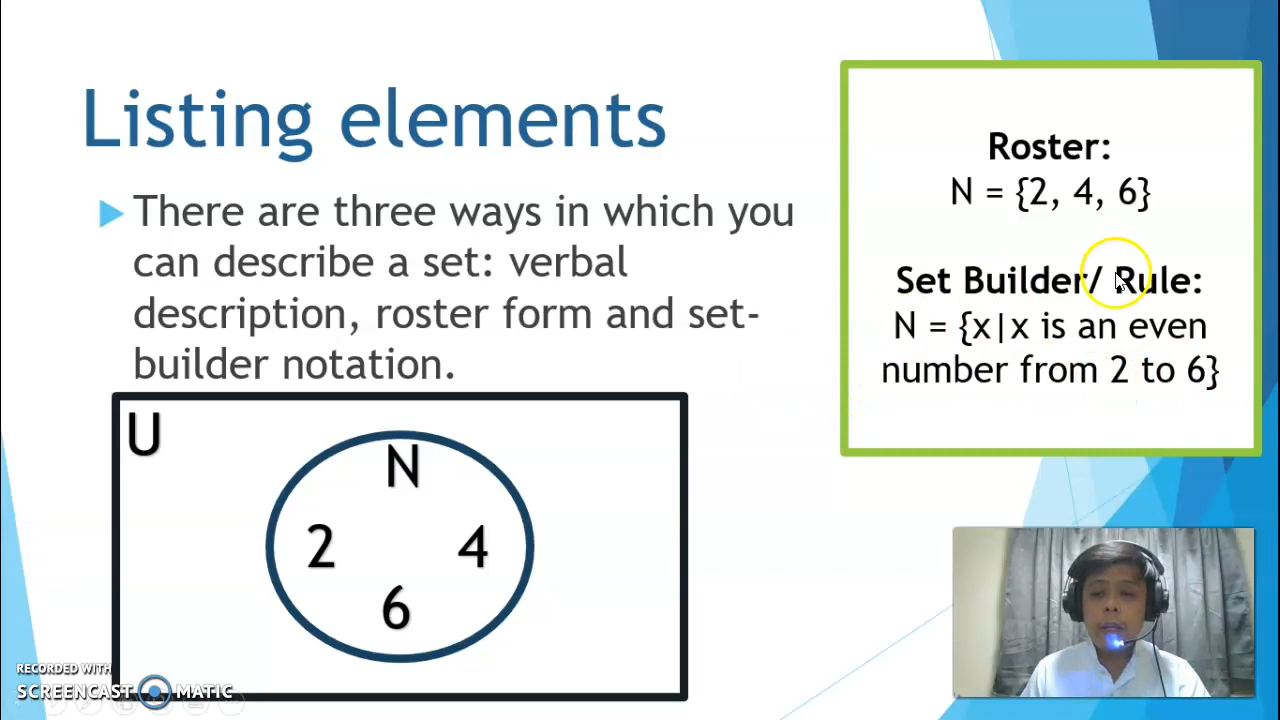 Listing elements
There are three ways in which you
can describe a set: verbal
description, roster form and set-
builder notation.
U
N
2 4
6
Roster:
N = {2, 4, 6}
Set Builder/ Rule:
N = {x|x is an even
number from 2 to 6}
RECORDED WITH
SCREENCAST MATIC